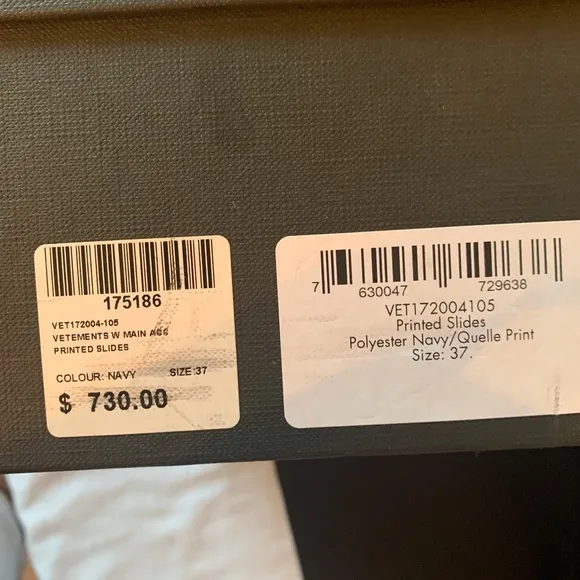 175186
VET172004-105
VETEMENTS W MAIN ACC
PRINTED SLIDES
COLOUR: NAVY SIZE:37
$ 730.00
7 630047 729638
VET172004105
Printed Slides
Polyester Navy/Quelle Print
Size: 37.